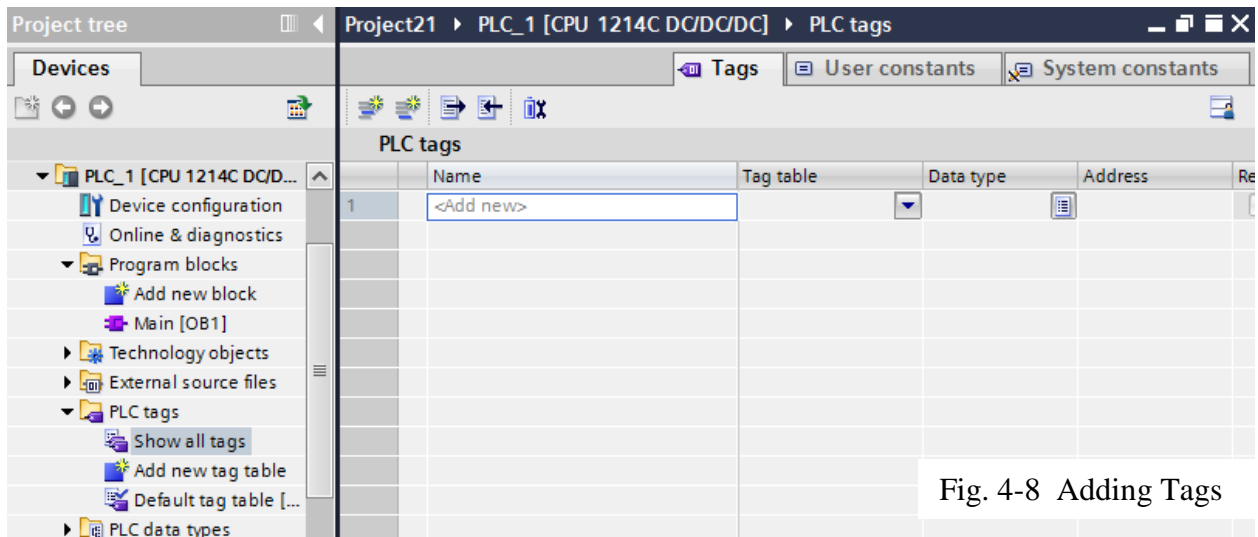 Project tree
Devices
PLC_1 [CPU 1214C DC/D...
Device configuration
Online & diagnostics
Program blocks
Add new block
Main [OB1]
Technology objects
External source files
PLC tags
Show all tags
Add new tag table
Default tag table [...
PLC data types
Project21 ▸ PLC_1 [CPU 1214C DC/DC/DC] ▸ PLC tags
Tags
User constants
System constants
PLC tags
Name Tag table Data type Address Re
1 <Add new>
Fig. 4-8 Adding Tags